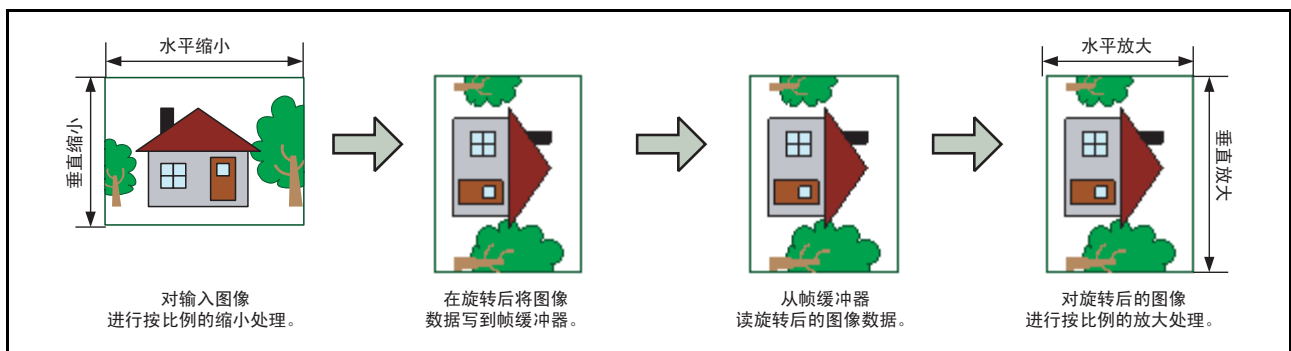 水平缩小
垂直缩小
对输入图像
进行按比例的缩小处理。
在旋转后将图像
数据写到帧缓冲器。
从帧缓冲器
读旋转后的图像数据。
水平放大
垂直放大
对旋转后的图像
进行按比例的放大处理。